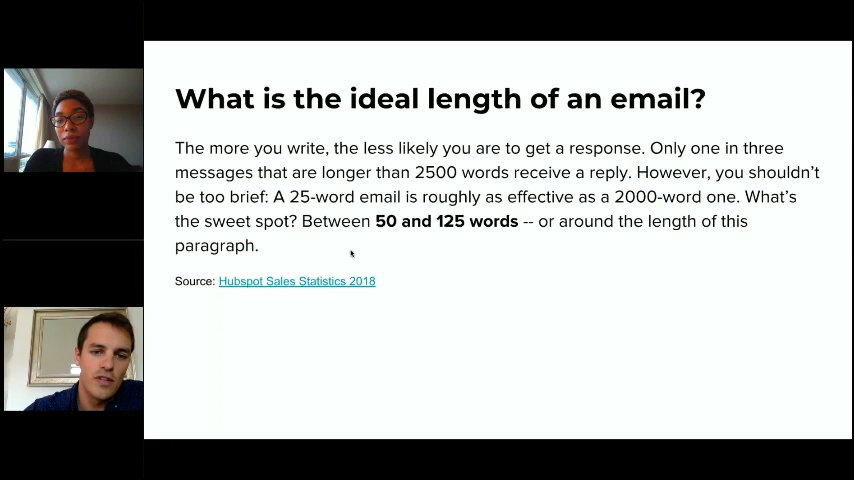 What is the ideal length of an email?
The more you write, the less likely you are to get a response. Only one in three
messages that are longer than 2500 words receive a reply. However, you shouldn’t
be too brief: A 25-word email is roughly as effective as a 2000-word one. What’s
the sweet spot? Between 50 and 125 words -- or around the length of this
paragraph.
Source: Hubspot Sales Statistics 2018